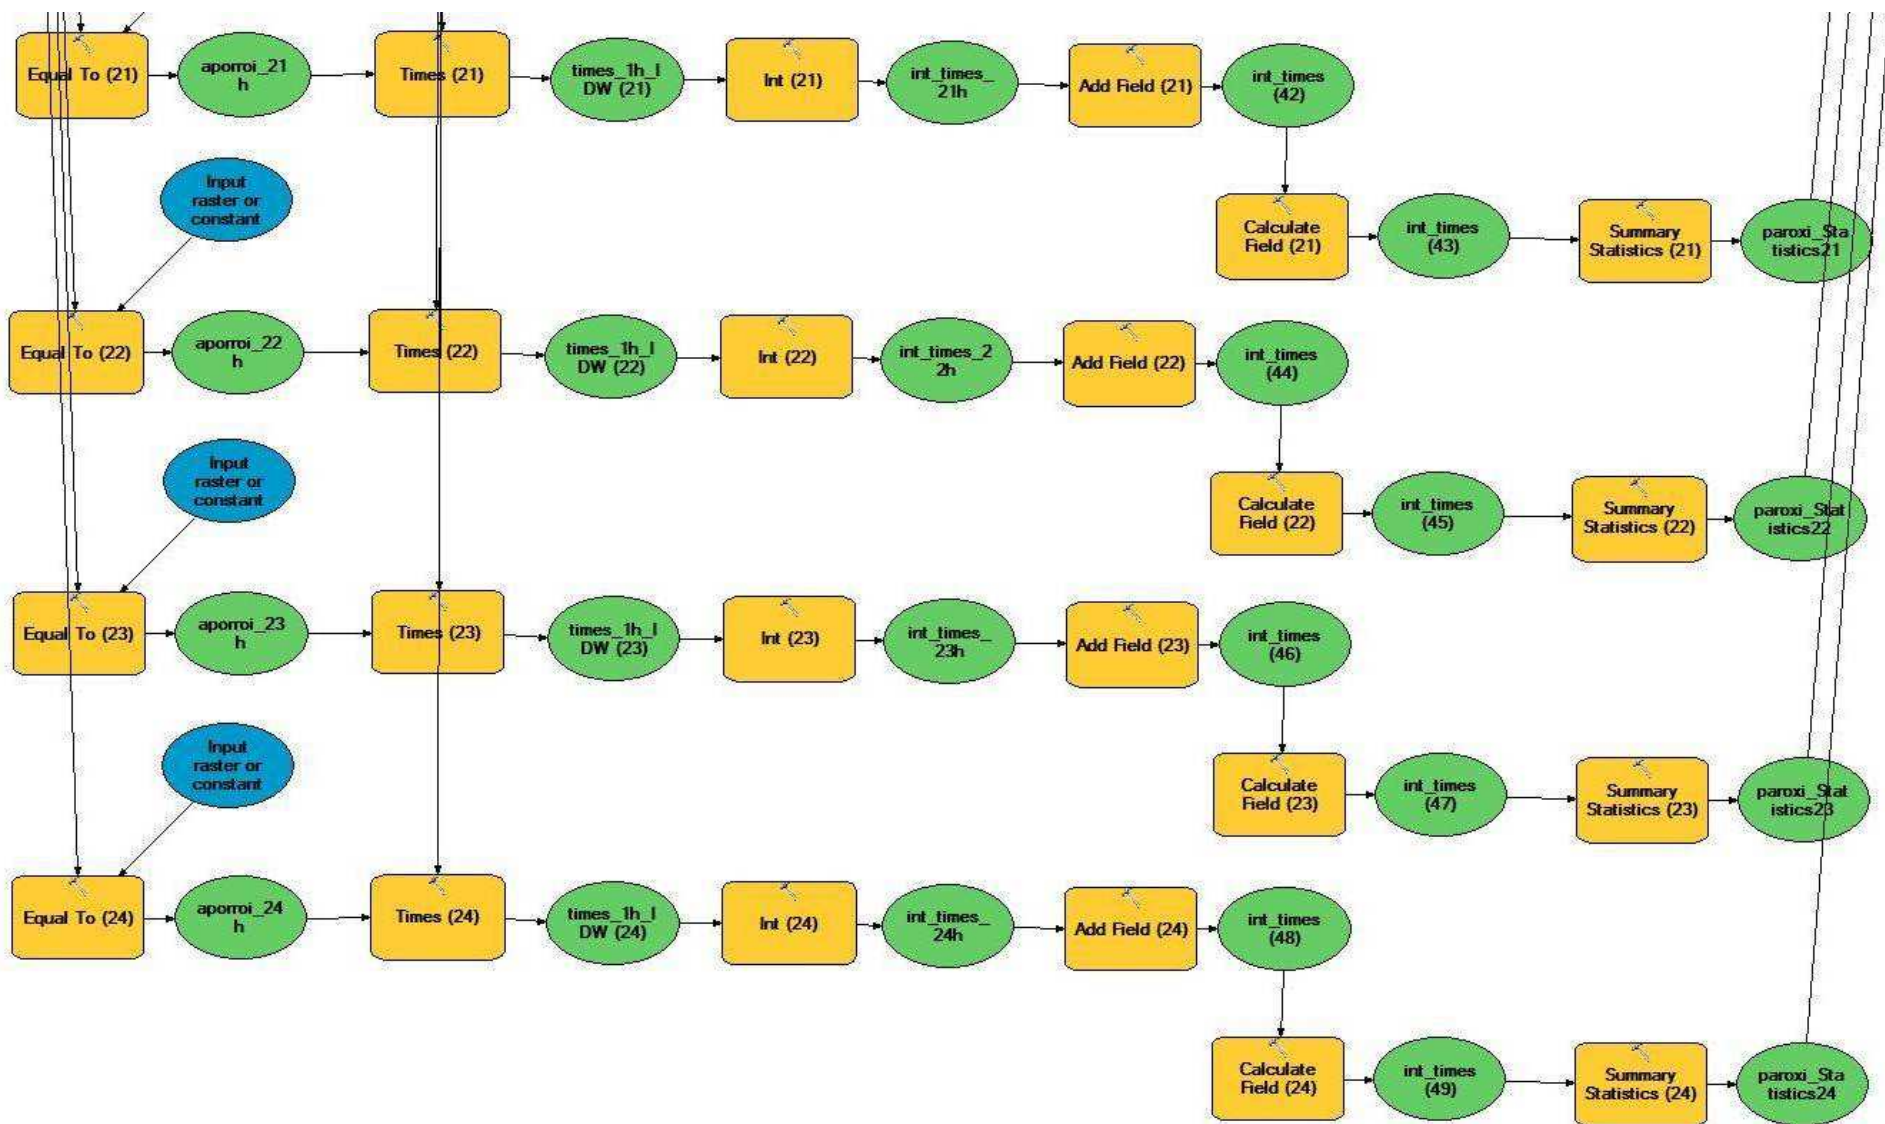 Equal To (21)
aporroi_21
h
Times (21)
times_1h_I
DW (21)
Int (21)
int_times_
21h
Add Field (21)
int_times
(42)
Input
raster or
constant
Calculate
Field (21)
int_times
(43)
Summary
Statistics (21)
paroxi_Sta
tistics21
Equal To (22)
aporroi_22
h
Times (22)
times_1h_I
DW (22)
Int (22)
int_times_2
2h
Add Field (22)
int_times
(44)
Input
raster or
constant
Calculate
Field (22)
int_times
(45)
Summary
Statistics (22)
paroxi_Stat
istics22
Equal To (23)
aporroi_23
h
Times (23)
times_1h_I
DW (23)
Int (23)
int_times_
23h
Add Field (23)
int_times
(46)
Input
raster or
constant
Calculate
Field (23)
int_times
(47)
Summary
Statistics (23)
paroxi_Stat
istics23
Equal To (24)
aporroi_24
h
Times (24)
times_1h_I
DW (24)
Int (24)
int_times_
24h
Add Field (24)
int_times
(48)
Calculate
Field (24)
int_times
(49)
Summary
Statistics (24)
paroxi_Sta
tistics24